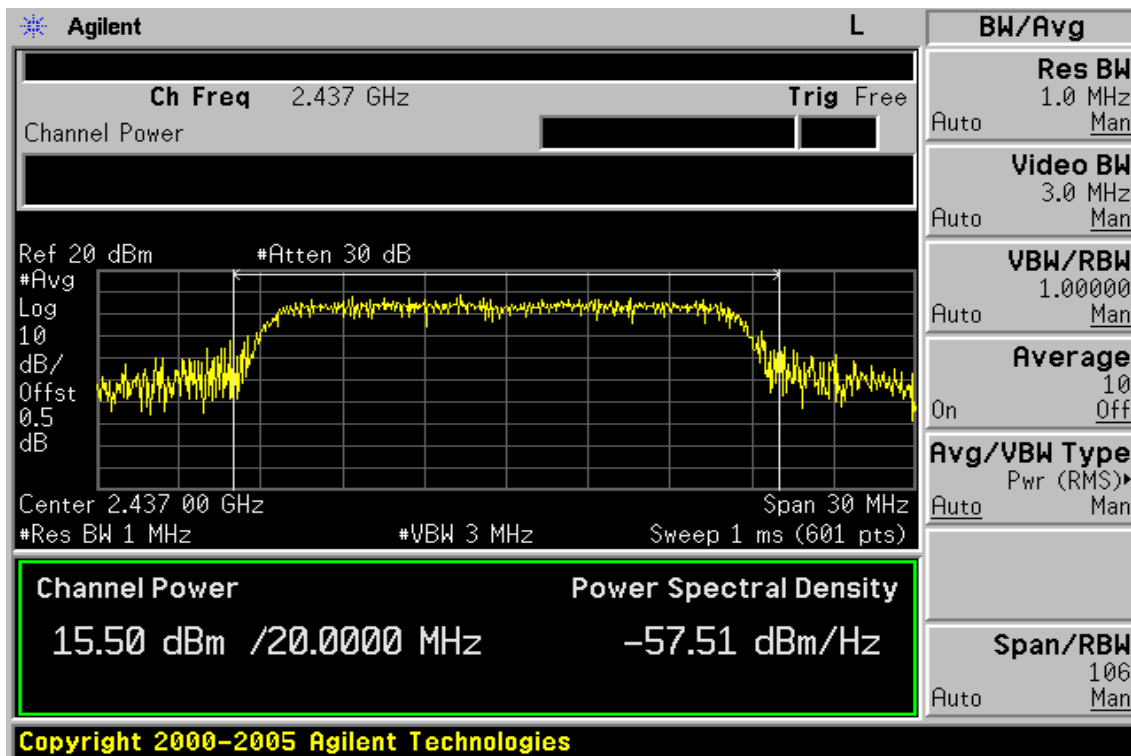 Agilent L BW/Avg
Ch Freq 2.437 GHz Trig Free
Channel Power
Ref 20 dBm #Atten 30 dB
#Avg
Log
10
dB/
Offst
0.5
dB
Center 2.437 00 GHz Span 30 MHz
#Res BW 1 MHz #VBW 3 MHz Sweep 1 ms (601 pts)
Channel Power Power Spectral Density
15.50 dBm /20.0000 MHz -57.51 dBm/Hz
Res BW
1.0 MHz
Auto Man
Video BW
3.0 MHz
Auto Man
VBW/RBW
1.00000
Auto Man
Average
10
On Off
Avg/VBW Type
Pwr (RMS)▸
Auto Man
Span/RBW
106
Auto Man
Copyright 2000-2005 Agilent Technologies